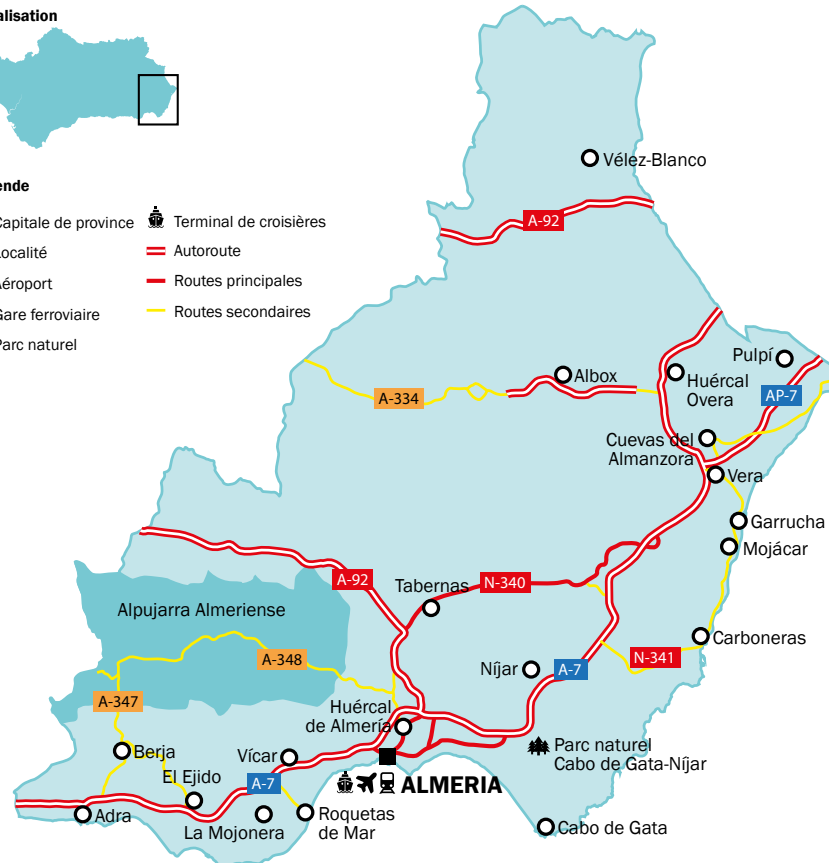 alisation
ende
Capitale de province
Localité
Aéroport
Gare ferroviaire
Parc naturel
Terminal de croisières
Autoroute
Routes principales
Routes secondaires
Vélez-Blanco
A-92
Pulpí
Albox
Huércal
Overa
A-334
AP-7
Cuevas del
Almanzora
Vera
Garrucha
Mojácar
A-92
Tabernas
N-340
Alpujarra Almeriense
Carboneras
A-348
Níjar
A-7
N-341
A-347
Huércal
de Almería
Berja
Vícar
Parc naturel
Cabo de Gata-Níjar
El Ejido
A-7
ALMERIA
Adra
La Mojonera
Roquetas
de Mar
Cabo de Gata